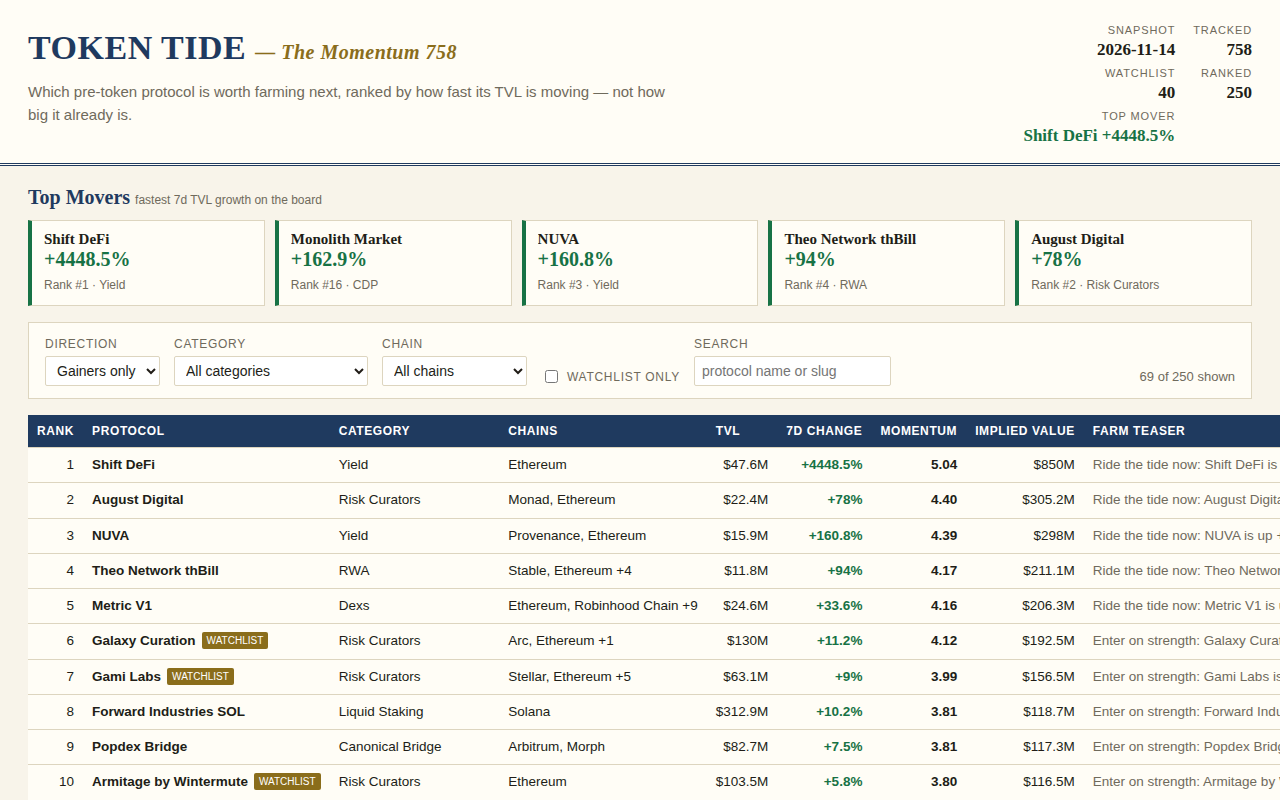 TOKEN TIDE — The Momentum 758
Which pre-token protocol is worth farming next, ranked by how fast its TVL is moving — not how
big it already is.
SNAPSHOT TRACKED
2026-11-14 758
WATCHLIST RANKED
40 250
TOP MOVER
Shift DeFi +4448.5%
Top Movers fastest 7d TVL growth on the board
Shift DeFi
+4448.5%
Rank #1 · Yield
Monolith Market
+162.9%
Rank #16 · CDP
NUVA
+160.8%
Rank #3 · Yield
Theo Network thBill
+94%
Rank #4 · RWA
August Digital
+78%
Rank #2 · Risk Curators
DIRECTION CATEGORY CHAIN SEARCH
Gainers only All categories All chains WATCHLIST ONLY protocol name or slug 69 of 250 shown
RANK PROTOCOL CATEGORY CHAINS TVL 7D CHANGE MOMENTUM IMPLIED VALUE FARM TEASER
1 Shift DeFi Yield Ethereum $47.6M +4448.5% 5.04 $850M Ride the tide now: Shift DeFi is
2 August Digital Risk Curators Monad, Ethereum $22.4M +78% 4.40 $305.2M Ride the tide now: August Digita
3 NUVA Yield Provenance, Ethereum $15.9M +160.8% 4.39 $298M Ride the tide now: NUVA is up +
4 Theo Network thBill RWA Stable, Ethereum +4 $11.8M +94% 4.17 $211.1M Ride the tide now: Theo Networ
5 Metric V1 Dexs Ethereum, Robinhood Chain +9 $24.6M +33.6% 4.16 $206.3M Ride the tide now: Metric V1 is
6 Galaxy Curation WATCHLIST Risk Curators Arc, Ethereum +1 $130M +11.2% 4.12 $192.5M Enter on strength: Galaxy Cura
7 Gami Labs WATCHLIST Risk Curators Stellar, Ethereum +5 $63.1M +9% 3.99 $156.5M Enter on strength: Gami Labs is
8 Forward Industries SOL Liquid Staking Solana $312.9M +10.2% 3.81 $118.7M Enter on strength: Forward Indu
9 Popdex Bridge Canonical Bridge Arbitrum, Morph $82.7M +7.5% 3.81 $117.3M Enter on strength: Popdex Bridg
10 Armitage by Wintermute WATCHLIST Risk Curators Ethereum $103.5M +5.8% 3.80 $116.5M Enter on strength: Armitage by